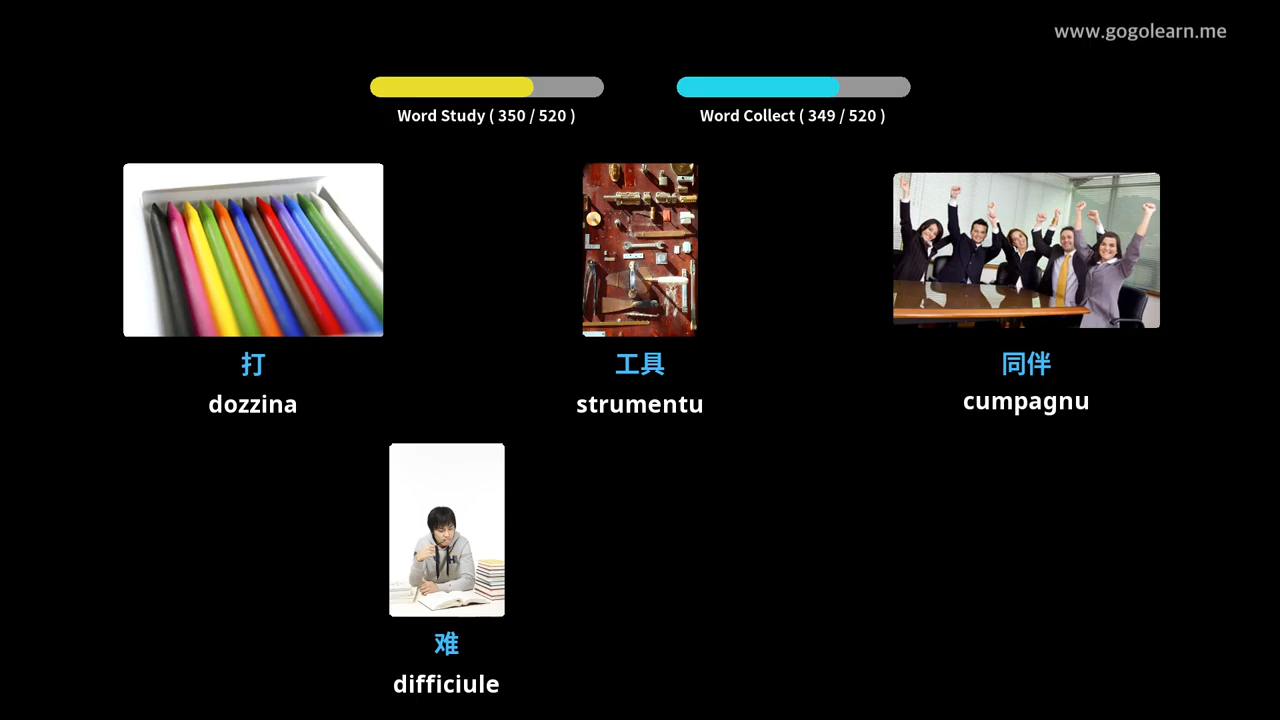 www.gogolearn.me
Word Study ( 350 / 520 )
Word Collect ( 349 / 520 )
打
dozzina
工具
strumentu
同伴
cumpagnu
难
difficiule